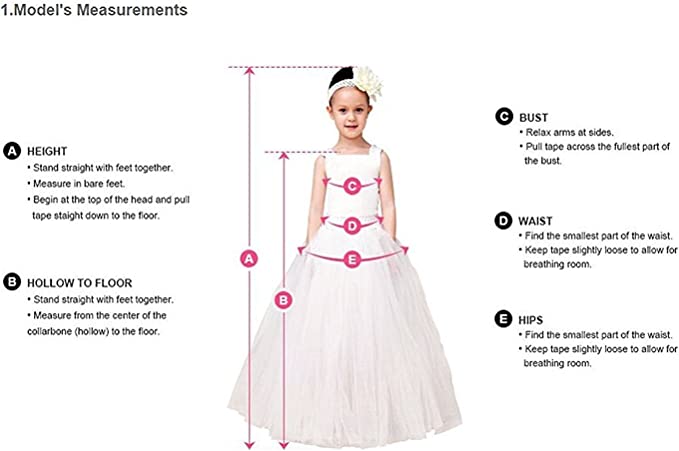 1.Model's Measurements
A HEIGHT
• Stand straight with feet together.
• Measure in bare feet.
• Begin at the top of the head and pull
tape staight down to the floor.
B HOLLOW TO FLOOR
• Stand straight with feet together.
• Measure from the center of the
collarbone (hollow) to the floor.
A
B
C
D
E
C BUST
• Relax arms at sides.
• Pull tape across the fullest part of
the bust.
D WAIST
• Find the smallest part of the waist.
• Keep tape slightly loose to allow for
breathing room.
E HIPS
• Find the smallest part of the waist.
• Keep tape slightly loose to allow for
breathing room.